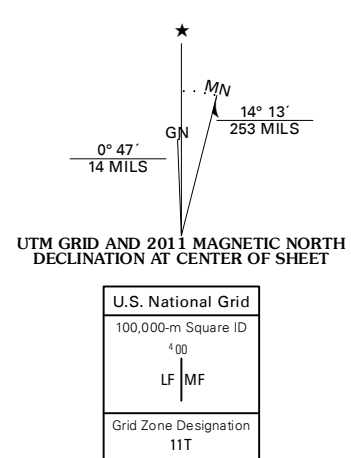 ★
MN
GN
14° 13´
253 MILS
0° 47´
14 MILS
UTM GRID AND 2011 MAGNETIC NORTH
DECLINATION AT CENTER OF SHEET
U.S. National Grid
100,000-m Square ID
⁴00
LF MF
Grid Zone Designation
11T